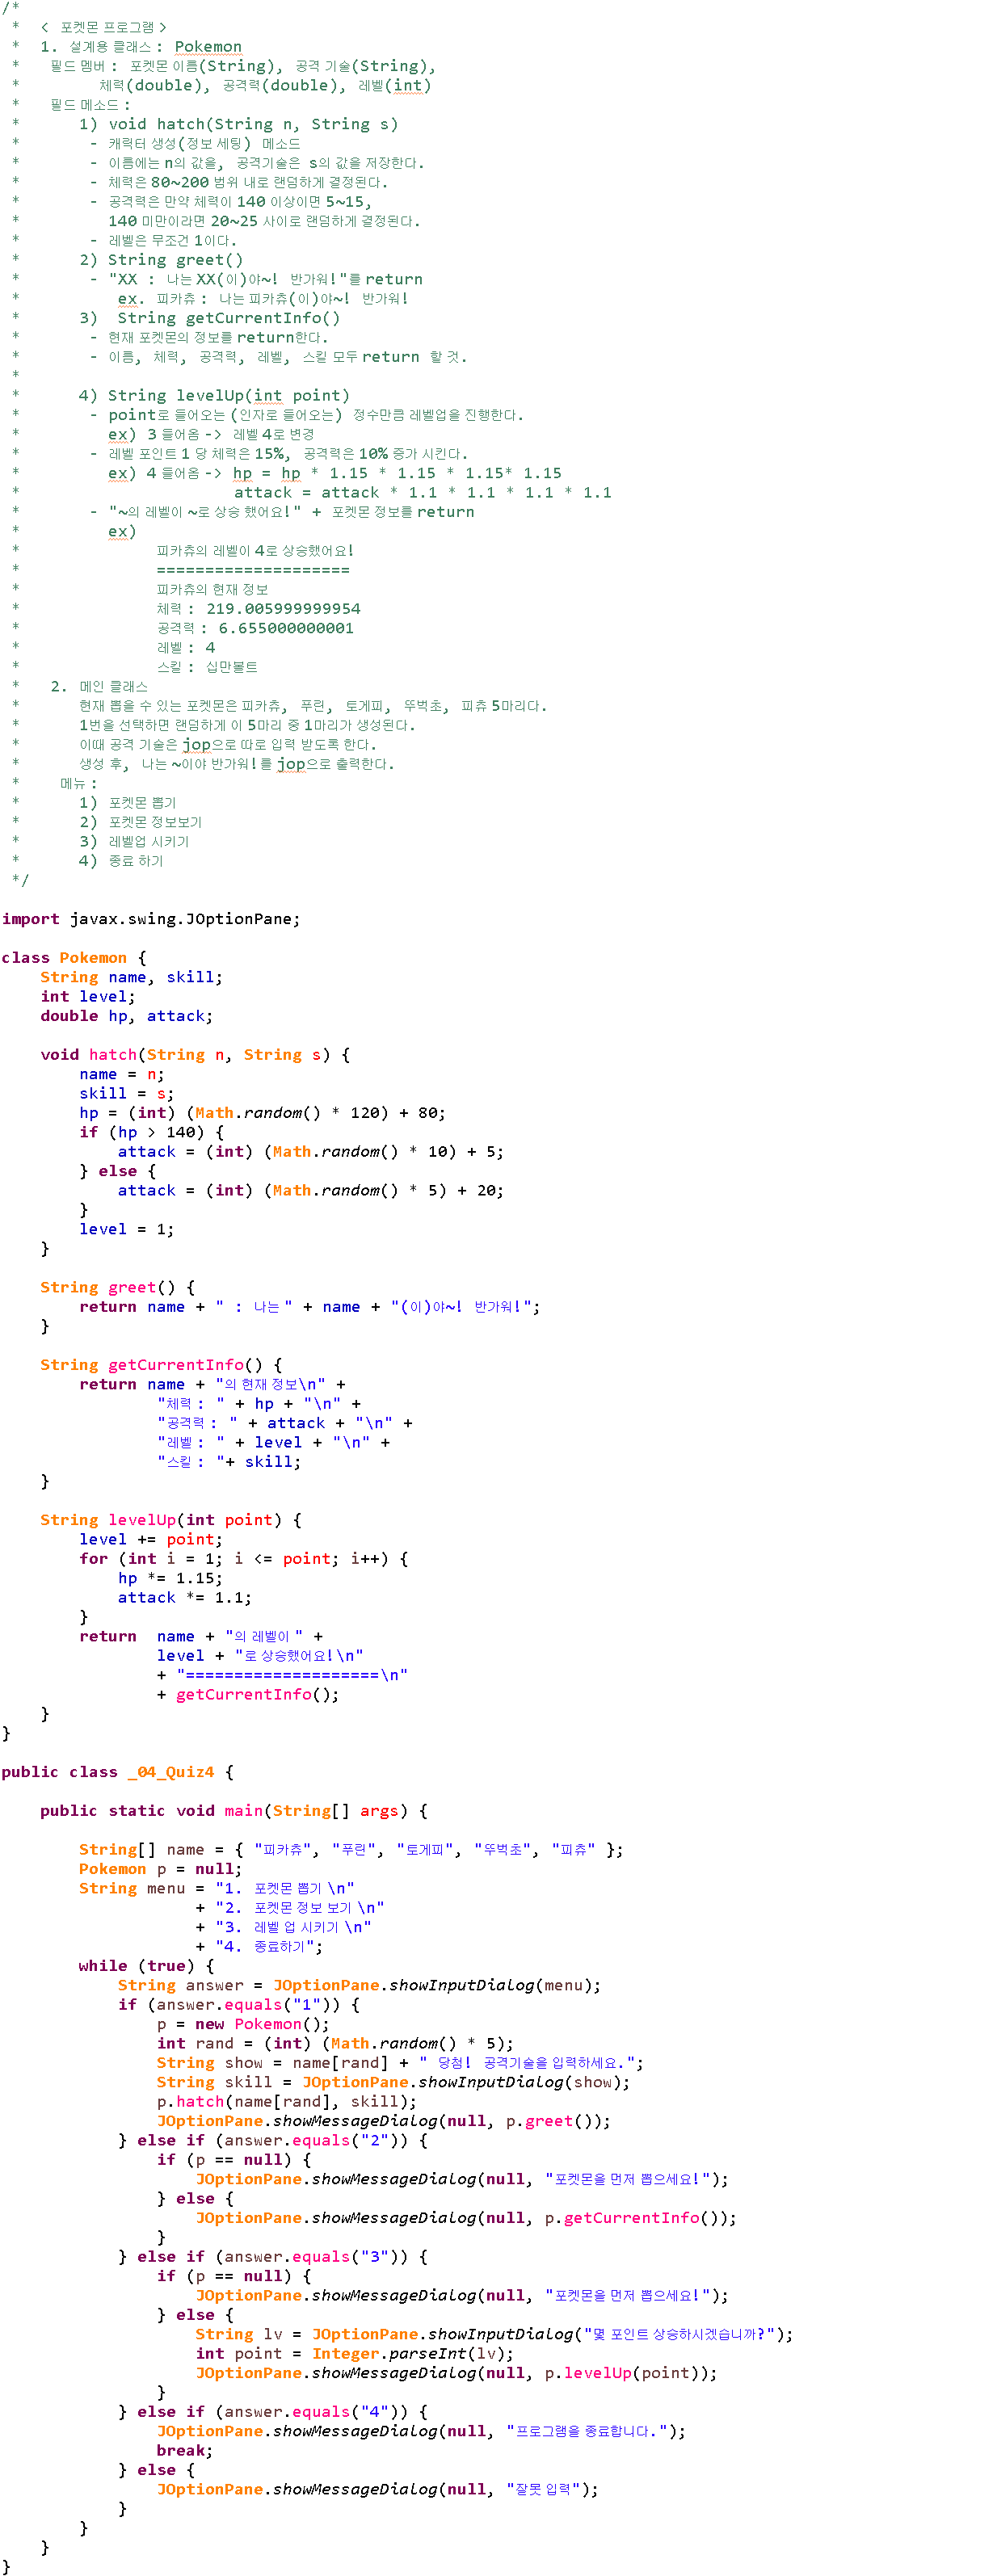 /*
 *  < 포켓몬 프로그램 >
 *  1. 설계용 클래스 : Pokemon
 *   필드 멤버 : 포켓몬 이름(String), 공격 기술(String),
 *        체력(double), 공격력(double), 레벨(int)
 *   필드 메소드 :
 *      1) void hatch(String n, String s)
 *       - 캐릭터 생성(정보 세팅) 메소드
 *       - 이름에는 n의 값을, 공격기술은 s의 값을 저장한다.
 *       - 체력은 80~200 범위 내로 랜덤하게 결정된다.
 *       - 공격력은 만약 체력이 140 이상이면 5~15,
 *         140 미만이라면 20~25 사이로 랜덤하게 결정된다.
 *       - 레벨은 무조건 1이다.
 *      2) String greet()
 *       - "XX : 나는 XX(이)야~! 반가워!"를 return
 *          ex. 피카츄 : 나는 피카츄(이)야~! 반가워!
 *      3)  String getCurrentInfo()
 *       - 현재 포켓몬의 정보를 return한다.
 *       - 이름, 체력, 공격력, 레벨, 스킬 모두 return 할 것.
 *
 *      4) String levelUp(int point)
 *       - point로 들어오는 (인자로 들어오는) 정수만큼 레벨업을 진행한다.
 *         ex) 3 들어옴 -> 레벨 4로 변경
 *       - 레벨 포인트 1 당 체력은 15%, 공격력은 10% 증가 시킨다.
 *         ex) 4 들어옴 -> hp = hp * 1.15 * 1.15 * 1.15* 1.15
 *                      attack = attack * 1.1 * 1.1 * 1.1 * 1.1
 *       - "~의 레벨이 ~로 상승 했어요!" + 포켓몬 정보를 return
 *         ex)
 *              피카츄의 레벨이 4로 상승했어요!
 *              ====================
 *              피카츄의 현재 정보
 *              체력 : 219.005999999954
 *              공격력 : 6.655000000001
 *              레벨 : 4
 *              스킬 : 십만볼트
 *   2. 메인 클래스
 *      현재 뽑을 수 있는 포켓몬은 피카츄, 푸린, 토게피, 뚜벅초, 피츄 5마리다.
 *      1번을 선택하면 랜덤하게 이 5마리 중 1마리가 생성된다.
 *      이때 공격 기술은 jop으로 따로 입력 받도록 한다.
 *      생성 후, 나는 ~이야 반가워!를 jop으로 출력한다.
 *    메뉴 :
 *      1) 포켓몬 뽑기
 *      2) 포켓몬 정보보기
 *      3) 레벨업 시키기
 *      4) 종료 하기
 */
import javax.swing.JOptionPane;
class Pokemon {
    String name, skill;
    int level;
    double hp, attack;
    void hatch(String n, String s) {
        name = n;
        skill = s;
        hp = (int) (Math.random() * 120) + 80;
        if (hp > 140) {
            attack = (int) (Math.random() * 10) + 5;
        } else {
            attack = (int) (Math.random() * 5) + 20;
        }
        level = 1;
    }
    String greet() {
        return name + " : 나는 " + name + "(이)야~! 반가워!";
    }
    String getCurrentInfo() {
        return name + "의 현재 정보\n" +
                "체력 : " + hp + "\n" +
                "공격력 : " + attack + "\n" +
                "레벨 : " + level + "\n" +
                "스킬 : "+ skill;
    }
    String levelUp(int point) {
        level += point;
        for (int i = 1; i <= point; i++) {
            hp *= 1.15;
            attack *= 1.1;
        }
        return  name + "의 레벨이 " +
                level + "로 상승했어요!\n"
                + "====================\n"
                + getCurrentInfo();
    }
}
public class _04_Quiz4 {
    public static void main(String[] args) {
        String[] name = { "피카츄", "푸린", "토게피", "뚜벅초", "피츄" };
        Pokemon p = null;
        String menu = "1. 포켓몬 뽑기 \n"
                    + "2. 포켓몬 정보 보기 \n"
                    + "3. 레벨 업 시키기 \n"
                    + "4. 종료하기";
        while (true) {
            String answer = JOptionPane.showInputDialog(menu);
            if (answer.equals("1")) {
                p = new Pokemon();
                int rand = (int) (Math.random() * 5);
                String show = name[rand] + " 당첨! 공격기술을 입력하세요.";
                String skill = JOptionPane.showInputDialog(show);
                p.hatch(name[rand], skill);
                JOptionPane.showMessageDialog(null, p.greet());
            } else if (answer.equals("2")) {
                if (p == null) {
                    JOptionPane.showMessageDialog(null, "포켓몬을 먼저 뽑으세요!");
                } else {
                    JOptionPane.showMessageDialog(null, p.getCurrentInfo());
                }
            } else if (answer.equals("3")) {
                if (p == null) {
                    JOptionPane.showMessageDialog(null, "포켓몬을 먼저 뽑으세요!");
                } else {
                    String lv = JOptionPane.showInputDialog("몇 포인트 상승하시겠습니까?");
                    int point = Integer.parseInt(lv);
                    JOptionPane.showMessageDialog(null, p.levelUp(point));
                }
            } else if (answer.equals("4")) {
                JOptionPane.showMessageDialog(null, "프로그램을 종료합니다.");
                break;
            } else {
                JOptionPane.showMessageDialog(null, "잘못 입력");
            }
        }
    }
}